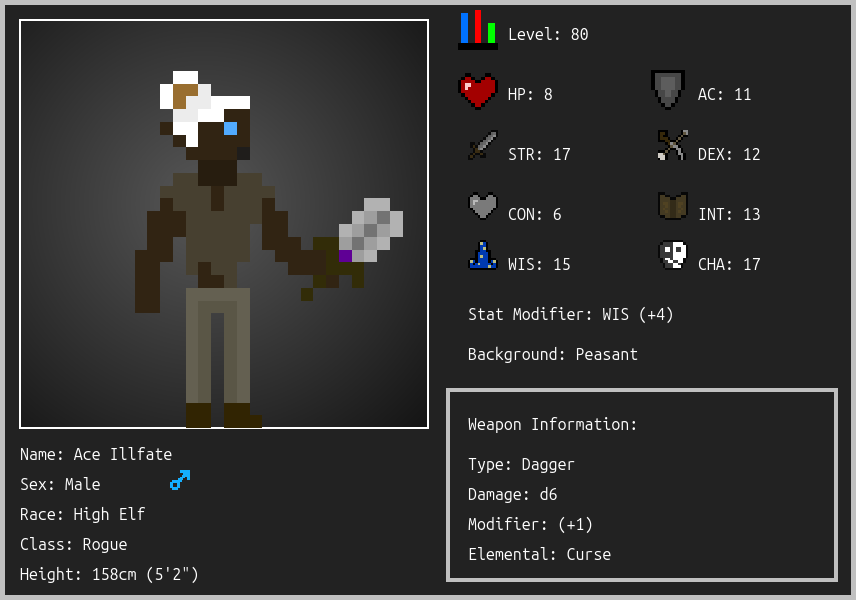 Level: 80
HP: 8
AC: 11
STR: 17
DEX: 12
CON: 6
INT: 13
WIS: 15
CHA: 17
Stat Modifier: WIS (+4)
Background: Peasant
Weapon Information:
Type: Dagger
Damage: d6
Modifier: (+1)
Elemental: Curse
Name: Ace Illfate
Sex: Male
Race: High Elf
Class: Rogue
Height: 158cm (5'2")